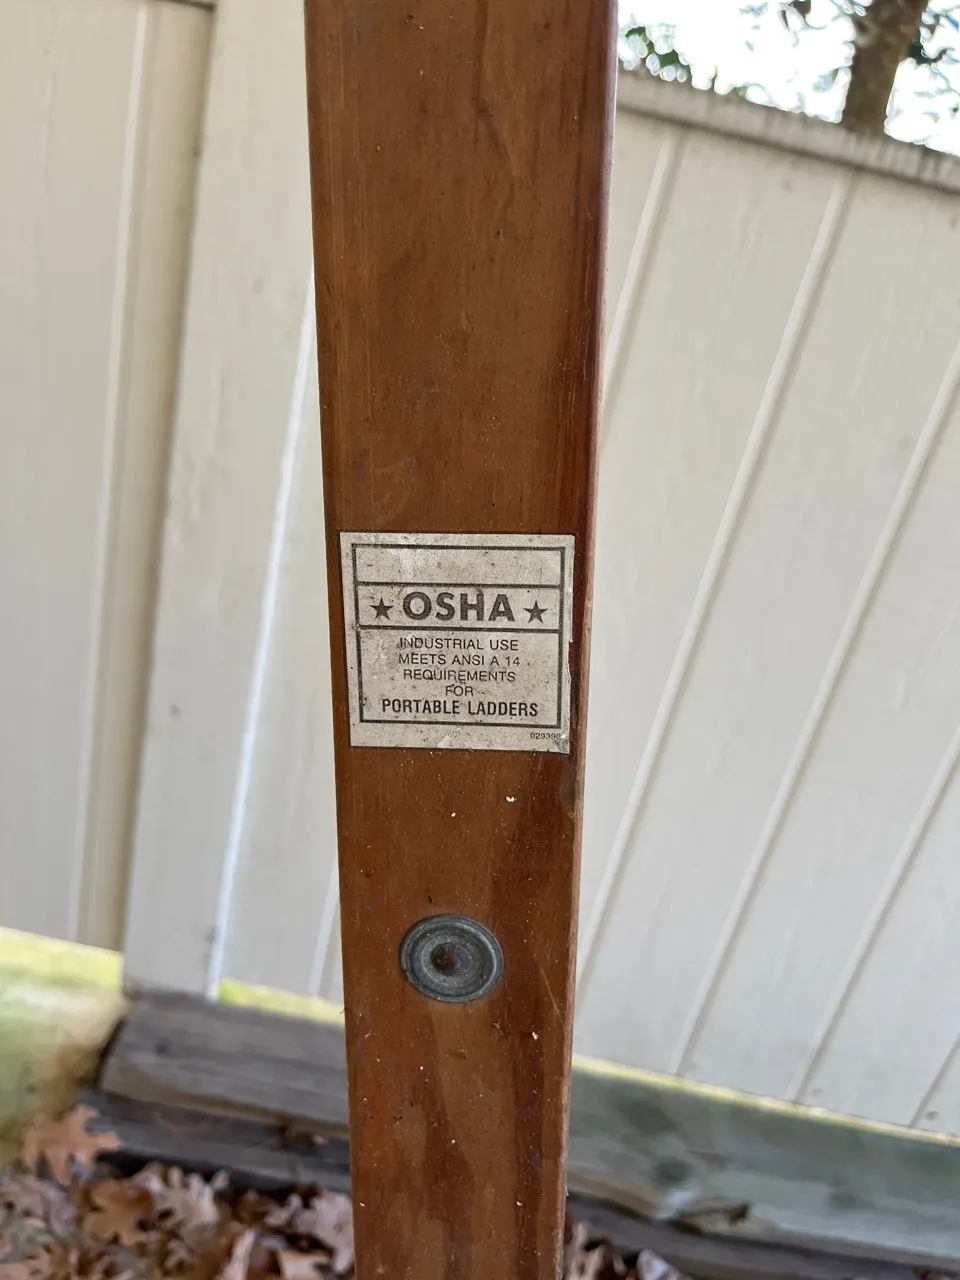 ★ OSHA ★
INDUSTRIAL USE
MEETS ANSI A 14
REQUIREMENTS
FOR
PORTABLE LADDERS